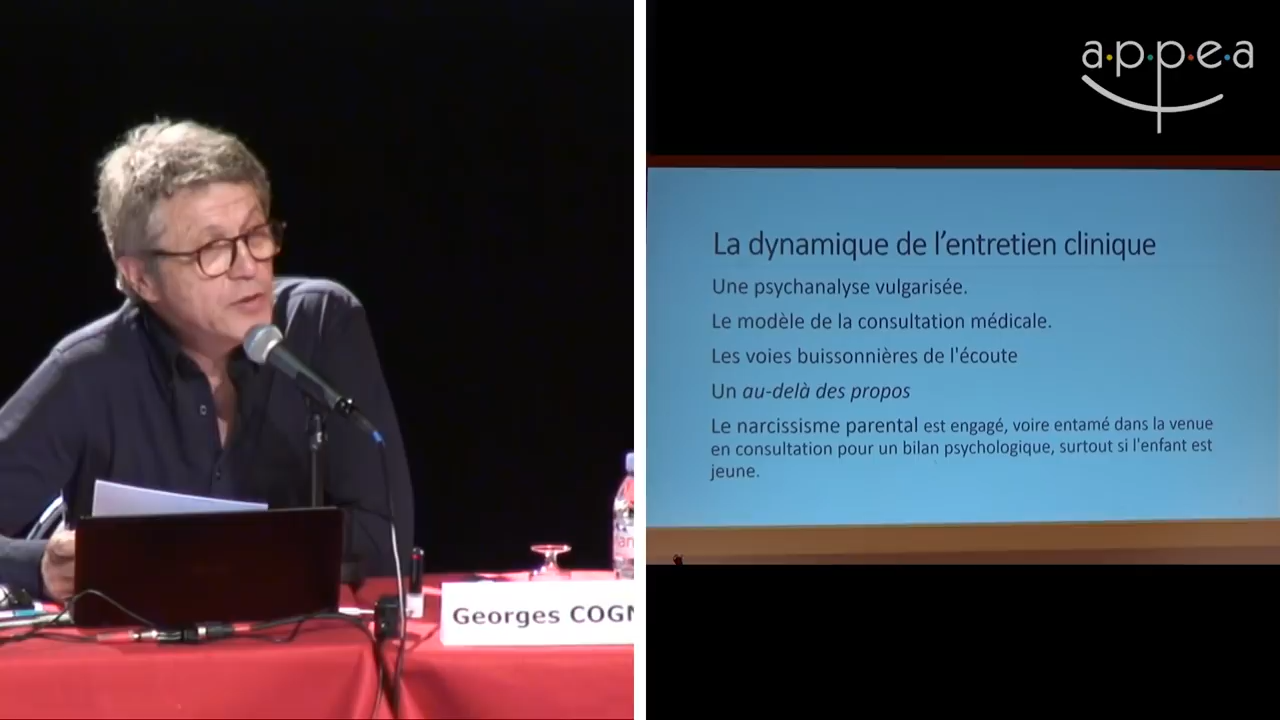 Georges COGN
a.p.p.e.a
La dynamique de l'entretien clinique
Une psychanalyse vulgarisée.
Le modèle de la consultation médicale.
Les voies buissonnières de l'écoute
Un au-delà des propos
Le narcissisme parental est engagé, voire entamé dans la venue
en consultation pour un bilan psychologique, surtout si l'enfant est
jeune.